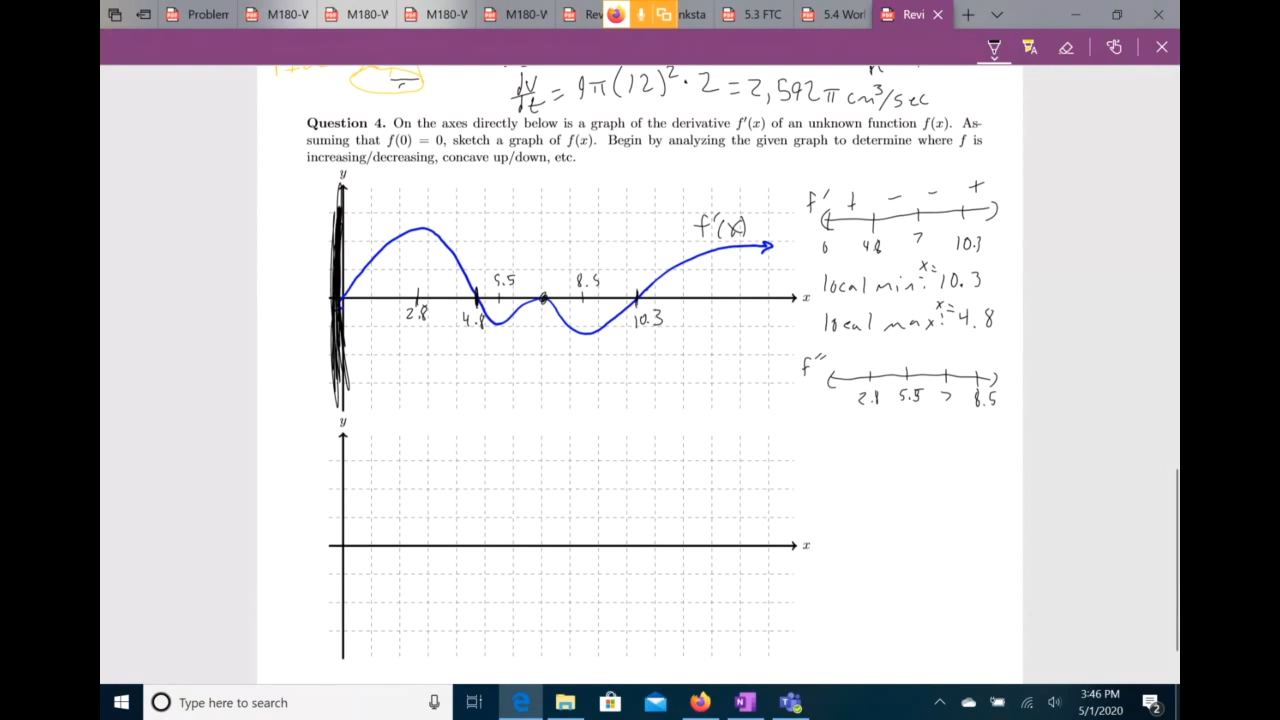 Problem
M180-V
M180-V
M180-V
M180-V
Rev
nksta
5.3 FTC
5.4 Worl
Revi
dV/dt = 9π(12)²·2 = 2,592π cm³/sec
Question 4. On the axes directly below is a graph of the derivative f′(x) of an unknown function f(x). As-
suming that f(0) = 0, sketch a graph of f(x). Begin by analyzing the given graph to determine where f is
increasing/decreasing, concave up/down, etc.
y
f′(x)
5.5
8.5
x
2.8
4.8
10.3
f′ + - - +
0 4.8 7 10.3
local min: x= 10.3
local max: x= 4.8
f″
2.8 5.5 7 8.5
y
x
Type here to search
3:46 PM
5/1/2020
2